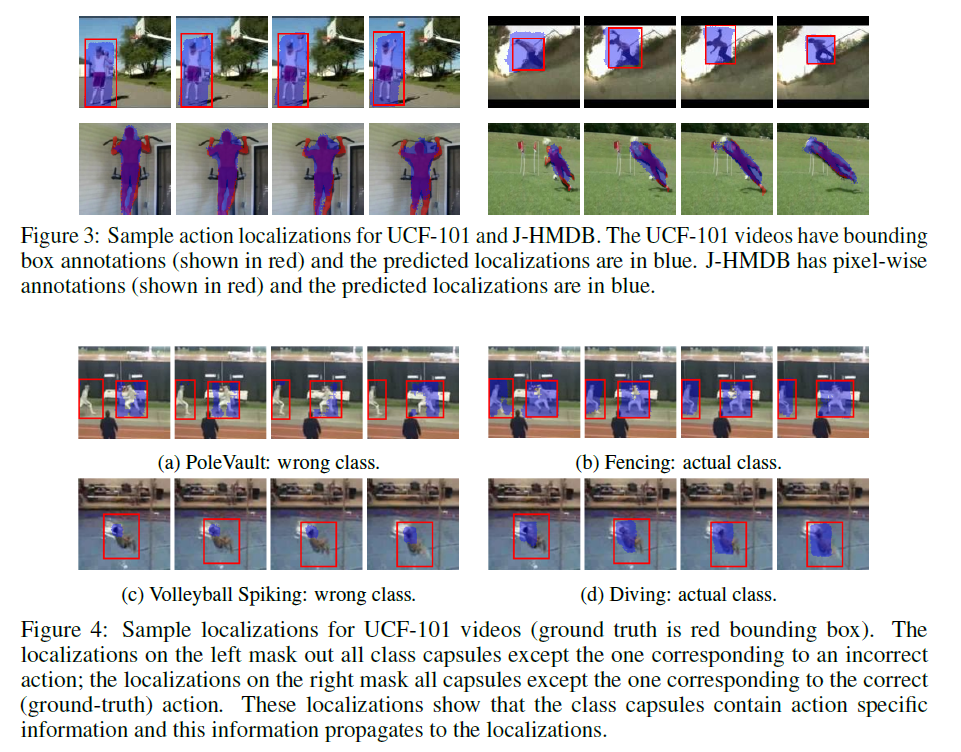 Figure 3: Sample action localizations for UCF-101 and J-HMDB. The UCF-101 videos have bounding
box annotations (shown in red) and the predicted localizations are in blue. J-HMDB has pixel-wise
annotations (shown in red) and the predicted localizations are in blue.
(a) PoleVault: wrong class.
(b) Fencing: actual class.
(c) Volleyball Spiking: wrong class.
(d) Diving: actual class.
Figure 4: Sample localizations for UCF-101 videos (ground truth is red bounding box). The
localizations on the left mask out all class capsules except the one corresponding to an incorrect
action; the localizations on the right mask all capsules except the one corresponding to the correct
(ground-truth) action. These localizations show that the class capsules contain action specific
information and this information propagates to the localizations.